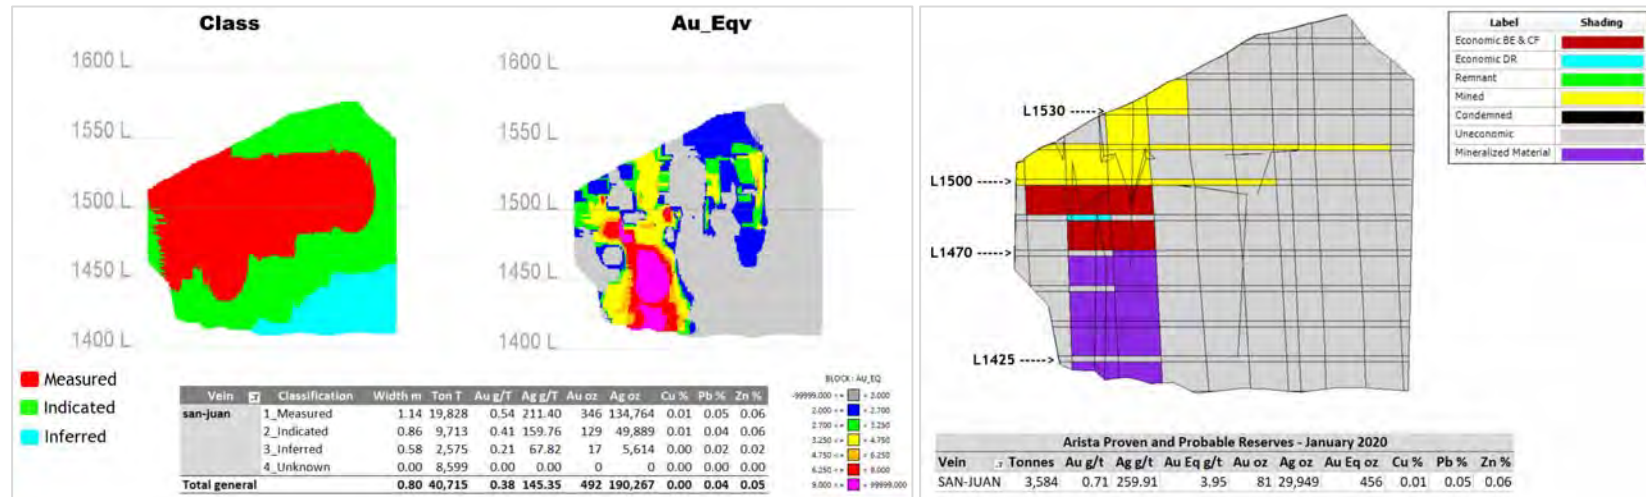 Class
1600 L
1550 L
1500 L
1450 L
1400 L
Measured
Indicated
Inferred
Au_Eqv
1600 L
1550 L
1500 L
1450 L
1400 L
Vein Classification Width m Ton T Au g/T Ag g/T Au oz Ag oz Cu % Pb % Zn %
san-juan 1_Measured 1.14 19,828 0.54 211.40 346 134,764 0.01 0.05 0.06
2_Indicated 0.86 9,713 0.41 159.76 129 49,889 0.01 0.04 0.06
3_Inferred 0.58 2,575 0.21 67.82 17 5,614 0.00 0.02 0.02
4_Unknown 0.00 8,599 0.00 0.00 0 0 0.00 0.00 0.00
Total general 0.80 40,715 0.38 145.35 492 190,267 0.00 0.04 0.05
BLOCK: AU_EQ
-99999.000 <= < 2.000
2.000 <= < 2.700
2.700 <= < 3.250
3.250 <= < 4.750
4.750 <= < 6.250
6.250 <= < 8.000
< 99999.000
L1530 ---->
L1500 ----->
L1470 ----->
L1425 ----->
Label Shading
Economic BE & CF
Economic DR
Remnant
Mined
Condemned
Uneconomic
Mineralized Material
Arista Proven and Probable Reserves - January 2020
Vein Tonnes Au g/t Ag g/t Au Eq g/t Au oz Ag oz Au Eq oz Cu % Pb % Zn %
SAN-JUAN 3,584 0.71 259.91 3.95 81 29,949 456 0.01 0.05 0.06